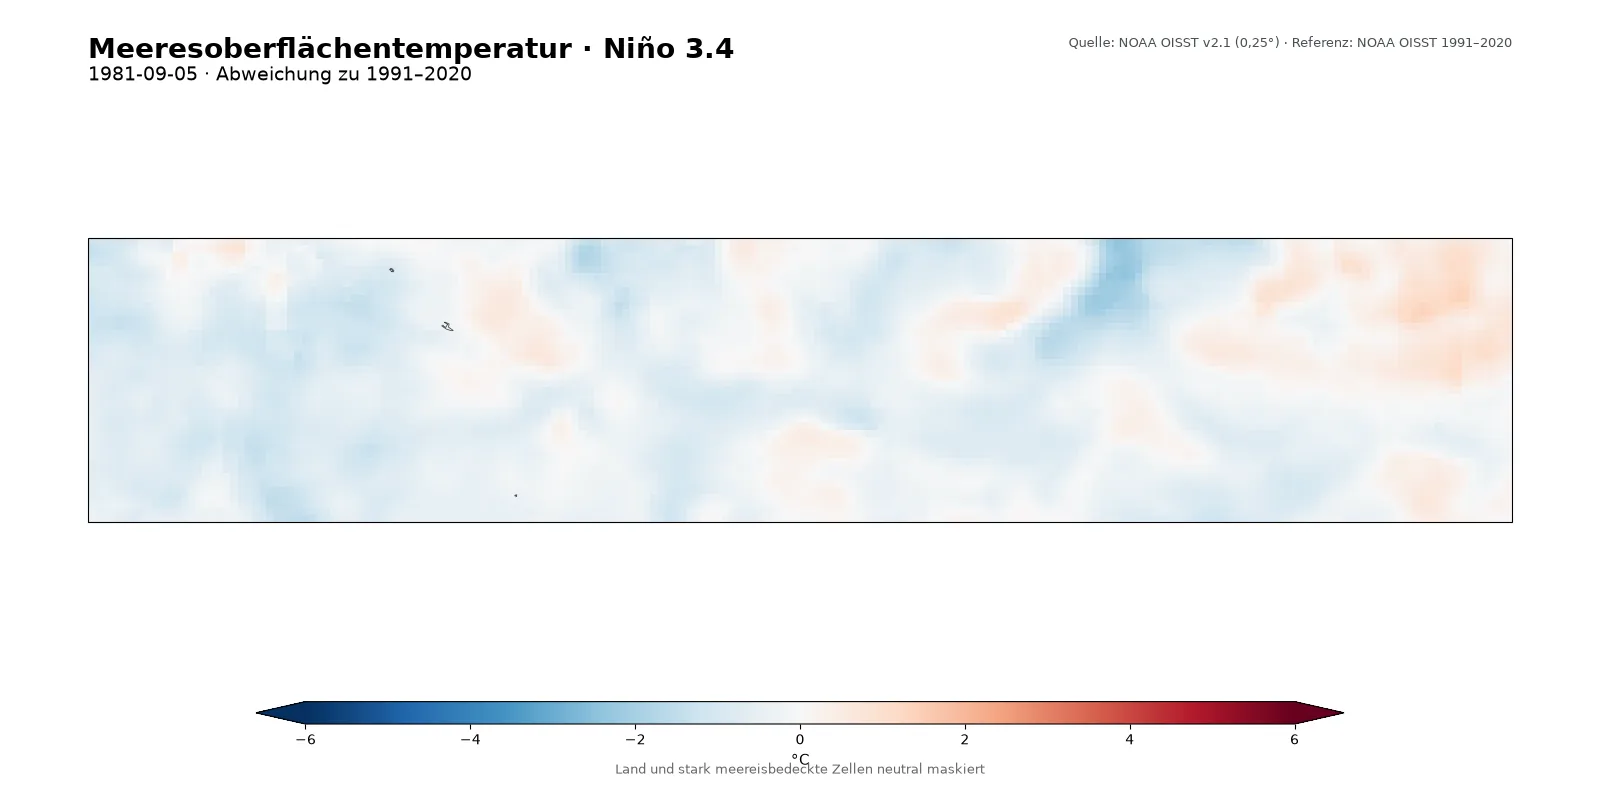 Meeresoberflächentemperatur · Niño 3.4
Quelle: NOAA OISST v2.1 (0,25°) · Referenz: NOAA OISST 1991–2020
1981-09-05 · Abweichung zu 1991–2020
−6 −4 −2 0 2 4 6
°C
Land und stark meereisbedeckte Zellen neutral maskiert